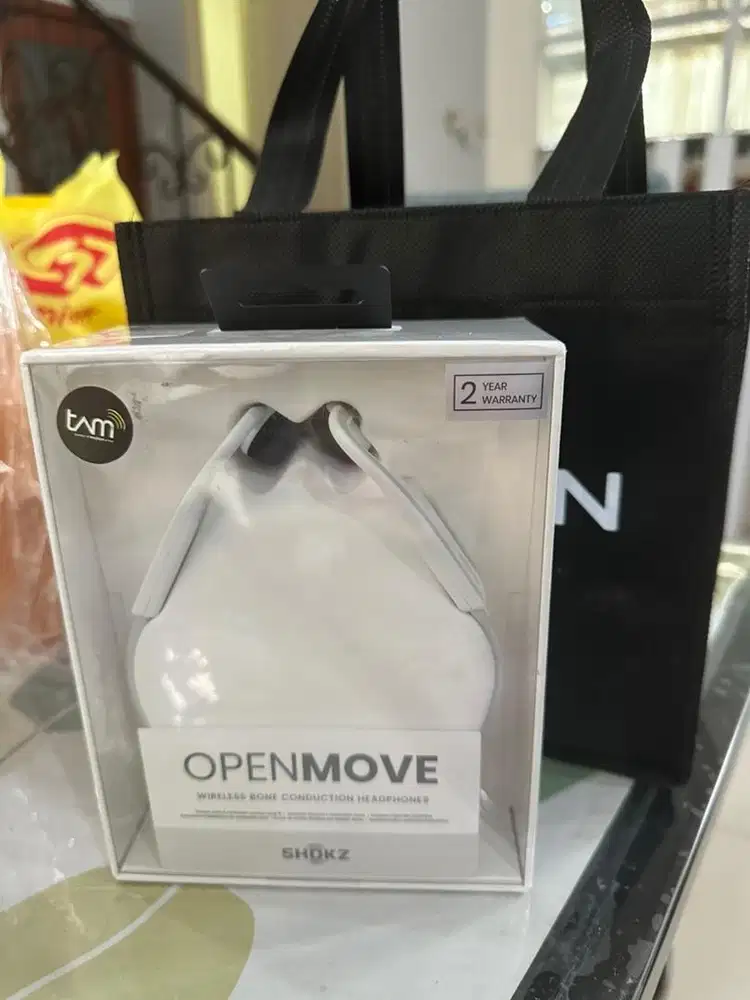 tam
2 YEAR
WARRANTY
N
OPENMOVE
WIRELESS BONE CONDUCTION HEADPHONES
SHOKZ